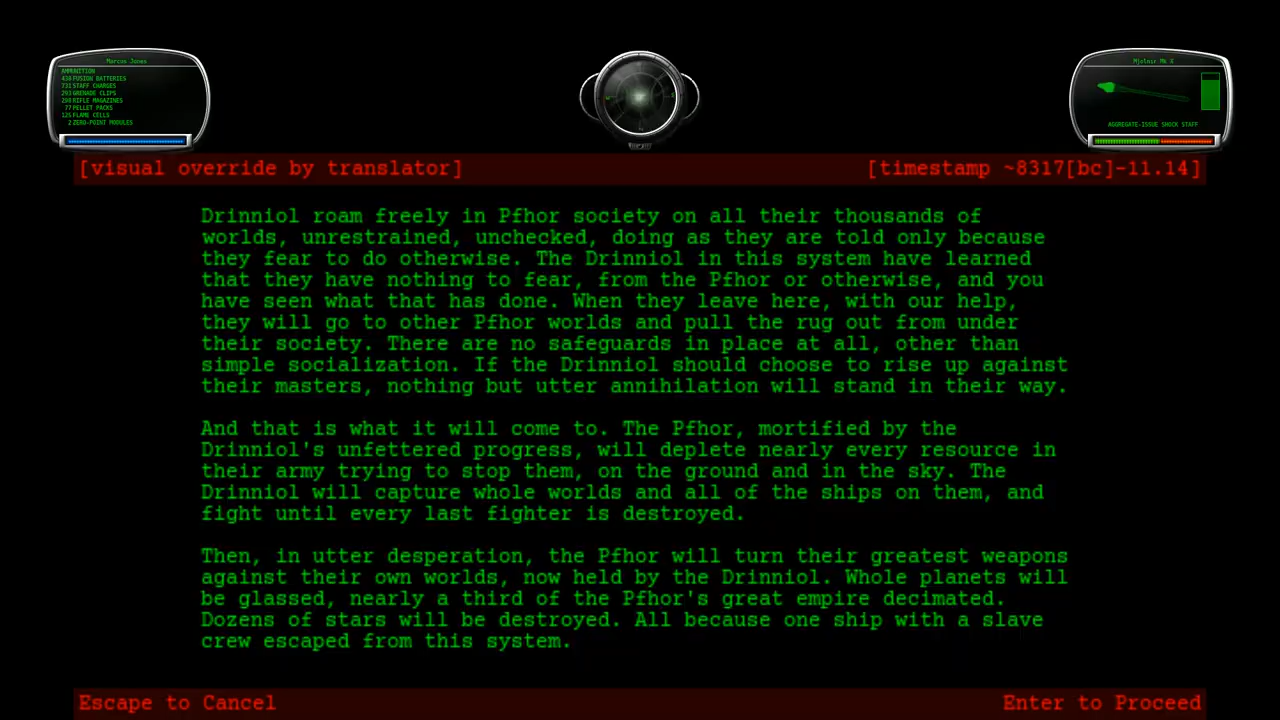 Marcus Jones
AMMUNITION
438 FUSION BATTERIES
731 STAFF CHARGES
293 GRENADE CLIPS
298 RIFLE MAGAZINES
77 PELLET PACKS
125 FLAME CELLS
2 ZERO-POINT MODULES
Mjolnir Mk X
AGGREGATE-ISSUE SHOCK STAFF
[visual override by translator]
[timestamp ~8317[bc]-11.14]
Drinniol roam freely in Pfhor society on all their thousands of
worlds, unrestrained, unchecked, doing as they are told only because
they fear to do otherwise. The Drinniol in this system have learned
that they have nothing to fear, from the Pfhor or otherwise, and you
have seen what that has done. When they leave here, with our help,
they will go to other Pfhor worlds and pull the rug out from under
their society. There are no safeguards in place at all, other than
simple socialization. If the Drinniol should choose to rise up against
their masters, nothing but utter annihilation will stand in their way.
And that is what it will come to. The Pfhor, mortified by the
Drinniol's unfettered progress, will deplete nearly every resource in
their army trying to stop them, on the ground and in the sky. The
Drinniol will capture whole worlds and all of the ships on them, and
fight until every last fighter is destroyed.
Then, in utter desperation, the Pfhor will turn their greatest weapons
against their own worlds, now held by the Drinniol. Whole planets will
be glassed, nearly a third of the Pfhor's great empire decimated.
Dozens of stars will be destroyed. All because one ship with a slave
crew escaped from this system.
Escape to Cancel
Enter to Proceed